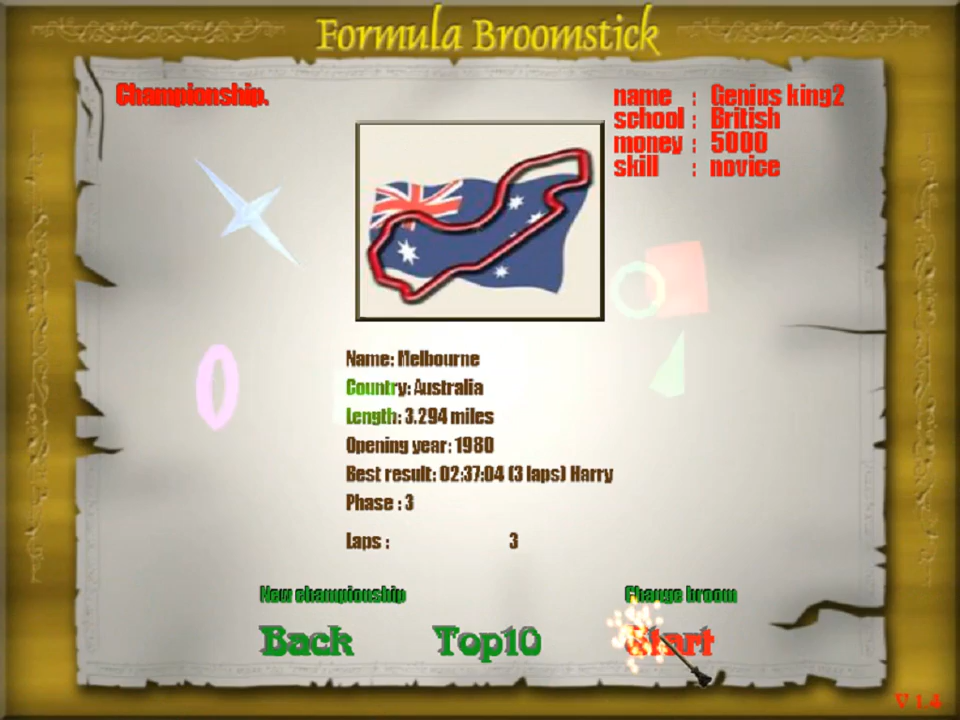 Formula Broomstick
Championship.
name : Genius king2
school : British
money : 5000
skill : novice
Name: Melbourne
Country: Australia
Length: 3.294 miles
Opening year: 1980
Best result: 02:37:04 (3 laps) Harry
Phase : 3
Laps : 3
New championship
Change broom
Back
Top10
Start
V 1.4